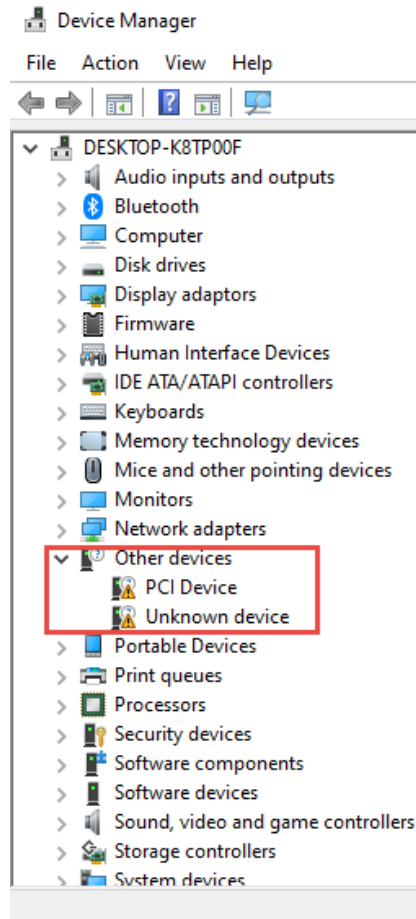 Device Manager
File Action View Help
DESKTOP-K8TP00F
Audio inputs and outputs
Bluetooth
Computer
Disk drives
Display adaptors
Firmware
Human Interface Devices
IDE ATA/ATAPI controllers
Keyboards
Memory technology devices
Mice and other pointing devices
Monitors
Network adapters
Other devices
PCI Device
Unknown device
Portable Devices
Print queues
Processors
Security devices
Software components
Software devices
Sound, video and game controllers
Storage controllers
System devices